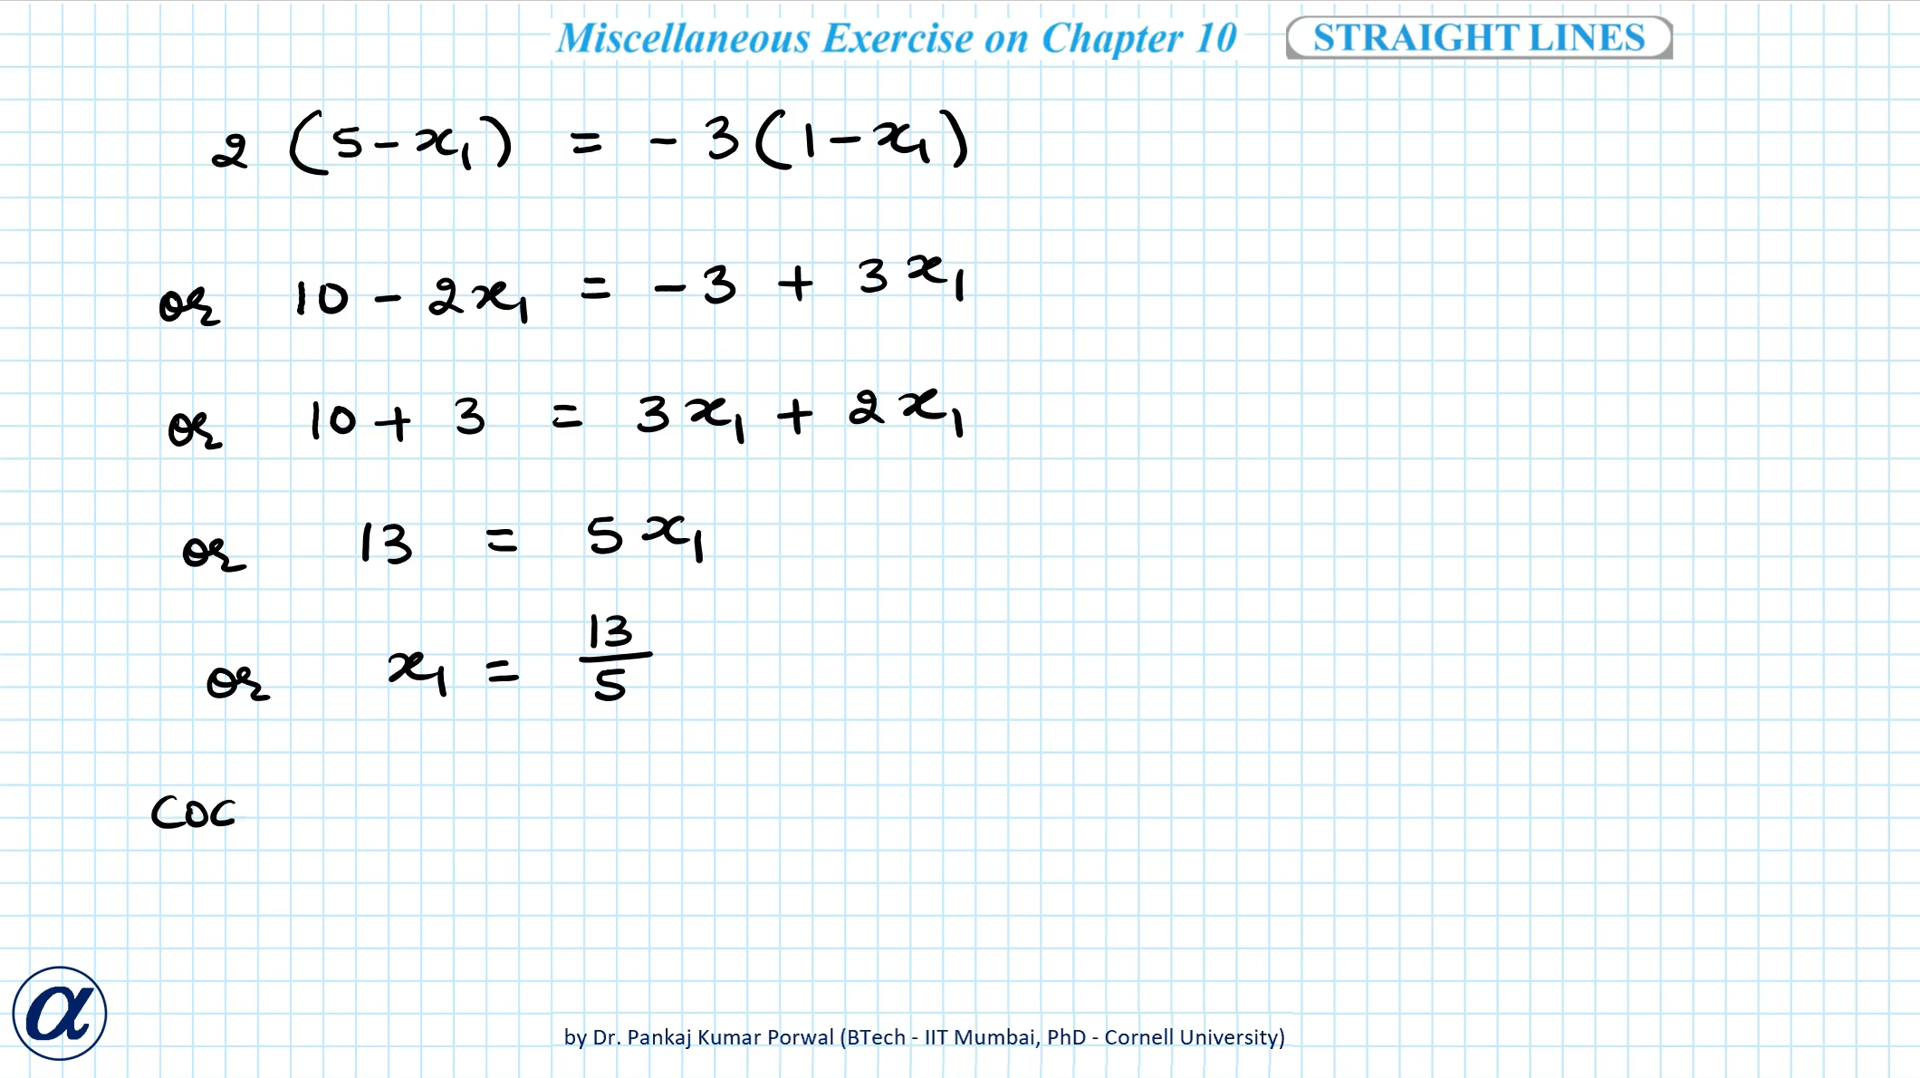 Miscellaneous Exercise on Chapter 10 STRAIGHT LINES
2 (5 - x₁) = - 3 (1 - x₁)
or 10 - 2x₁ = - 3 + 3x₁
or 10 + 3 = 3x₁ + 2x₁
or 13 = 5x₁
or x₁ = 13/5
coc
α
by Dr. Pankaj Kumar Porwal (BTech - IIT Mumbai, PhD - Cornell University)